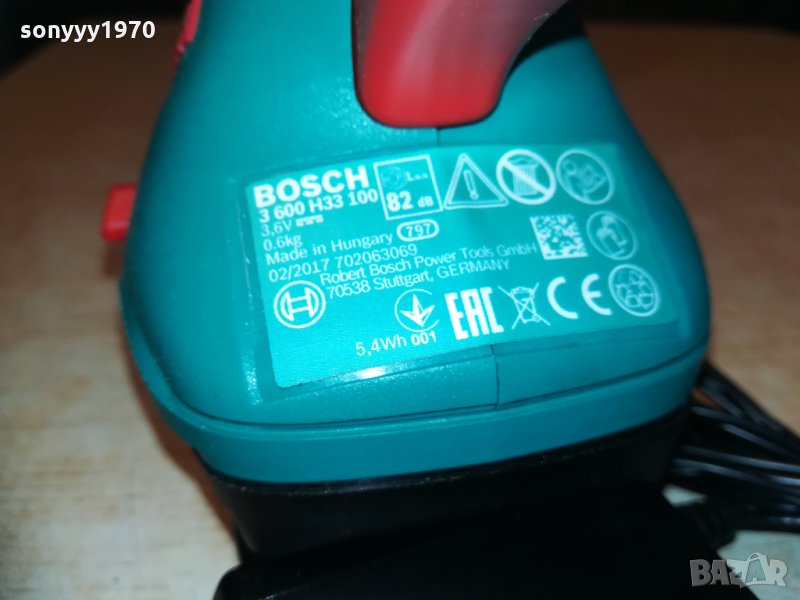 sonyyy1970
BOSCH
3 600 H33 100
3,6V
0.6kg
Made in Hungary 797
02/2017 702063069
Robert Bosch Power Tools GmbH
70538 Stuttgart, GERMANY
82 dB
5,4Wh 001
EAC CE
BAZAR